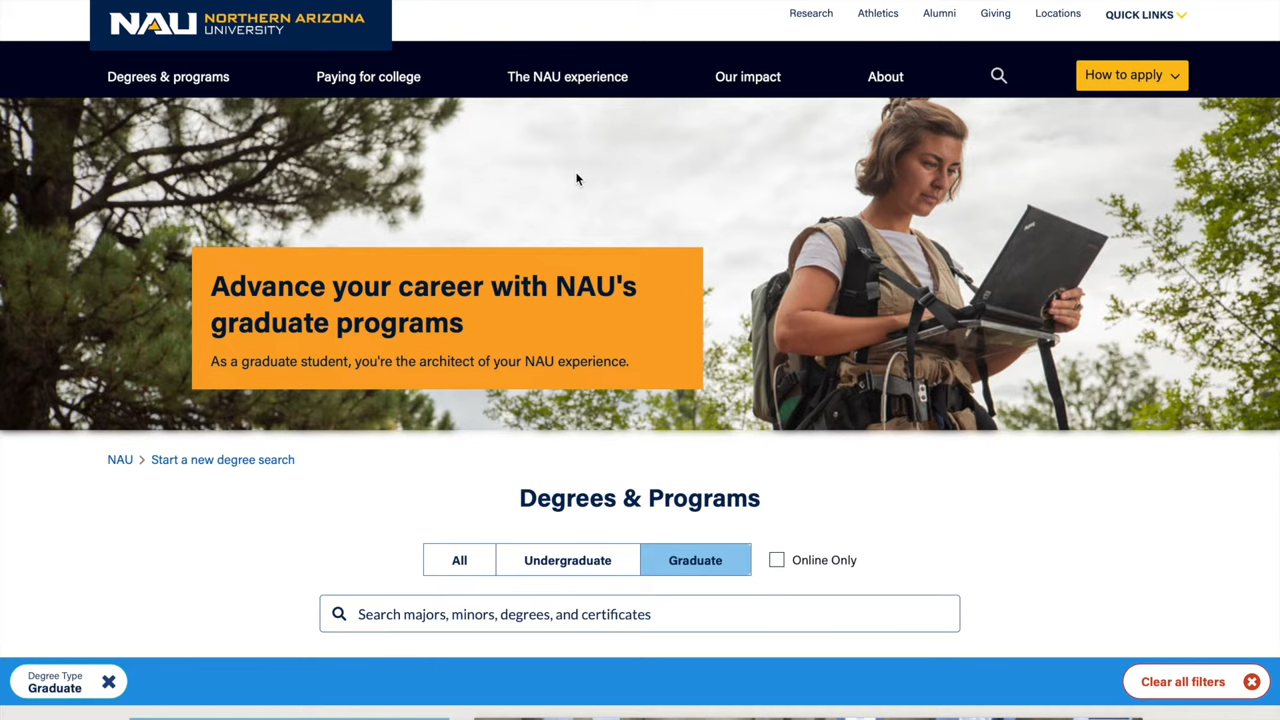 NAU NORTHERN ARIZONA
UNIVERSITY
Research Athletics Alumni Giving Locations QUICK LINKS
Degrees & programs Paying for college The NAU experience Our impact About How to apply
Advance your career with NAU's
graduate programs
As a graduate student, you're the architect of your NAU experience.
NAU Start a new degree search
Degrees & Programs
All Undergraduate Graduate Online Only
Search majors, minors, degrees, and certificates
Degree Type
Graduate
Clear all filters